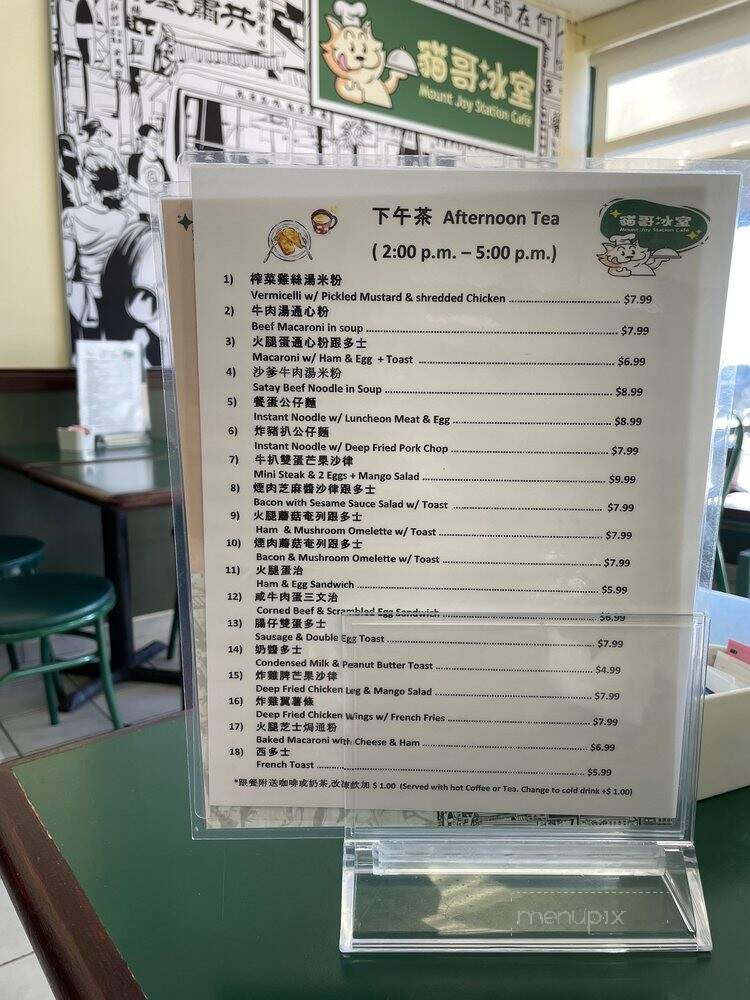 共肅
師在何
貓哥冰室
Mount Joy Station Cafe
下午茶 Afternoon Tea
( 2:00 p.m. – 5:00 p.m.)
貓哥冰室
Mount Joy Station Cafe
1) 榨菜雞絲湯米粉
Vermicelli w/ Pickled Mustard & shredded Chicken ........ $7.99
2) 牛肉湯通心粉
Beef Macaroni in soup ........ $7.99
3) 火腿蛋通心粉跟多士
Macaroni w/ Ham & Egg + Toast ........ $6.99
4) 沙爹牛肉湯米粉
Satay Beef Noodle in Soup ........ $8.99
5) 餐蛋公仔麵
Instant Noodle w/ Luncheon Meat & Egg ........ $8.99
6) 炸豬扒公仔麵
Instant Noodle w/ Deep Fried Pork Chop ........ $7.99
7) 牛扒雙蛋芒果沙律
Mini Steak & 2 Eggs + Mango Salad ........ $9.99
8) 煙肉芝麻醬沙律跟多士
Bacon with Sesame Sauce Salad w/ Toast ........ $7.99
9) 火腿蘑菇奄列跟多士
Ham & Mushroom Omelette w/ Toast ........ $7.99
10) 煙肉蘑菇奄列跟多士
Bacon & Mushroom Omelette w/ Toast ........ $7.99
11) 火腿蛋治
Ham & Egg Sandwich ........ $5.99
12) 咸牛肉蛋三文治
Corned Beef & Scrambled Egg Sandwich ........ $6.99
13) 腸仔雙蛋多士
Sausage & Double Egg Toast ........ $7.99
14) 奶醬多士
Condensed Milk & Peanut Butter Toast ........ $4.99
15) 炸雞脾芒果沙律
Deep Fried Chicken Leg & Mango Salad ........ $7.99
16) 炸雞翼薯條
Deep Fried Chicken Wings w/ French Fries ........ $7.99
17) 火腿芝士焗通粉
Baked Macaroni with Cheese & Ham ........ $6.99
18) 西多士
French Toast ........ $5.99
*跟餐附送咖啡或奶茶,改凍飲加 $ 1.00 (Served with hot Coffee or Tea. Change to cold drink +$ 1.00)
menupix